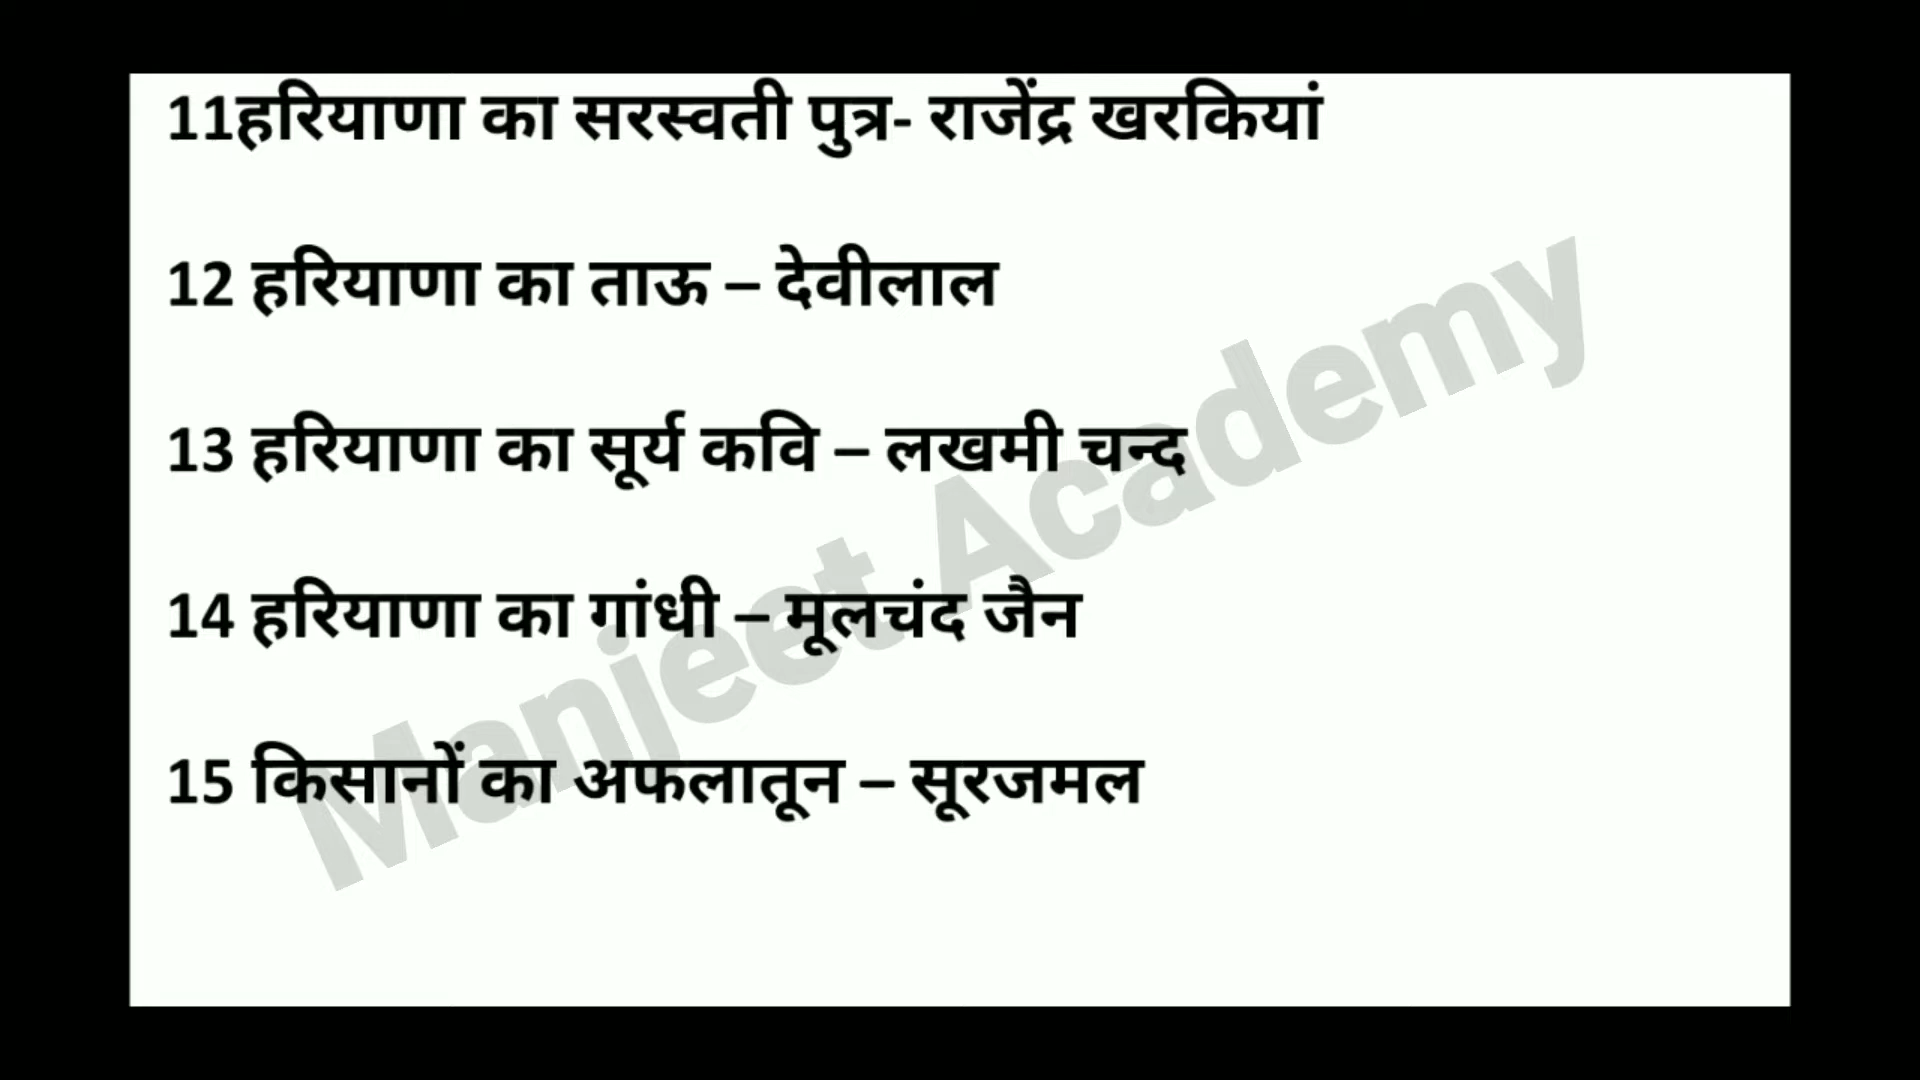 11हरियाणा का सरस्वती पुत्र- राजेंद्र खरकियां
12 हरियाणा का ताऊ – देवीलाल
13 हरियाणा का सूर्य कवि – लखमी चन्द
14 हरियाणा का गांधी – मूलचंद जैन
15 किसानों का अफलातून – सूरजमल
Manjeet Academy